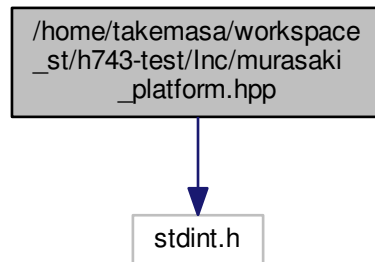 /home/takemasa/workspace
_st/h743-test/Inc/murasaki
_platform.hpp
stdint.h